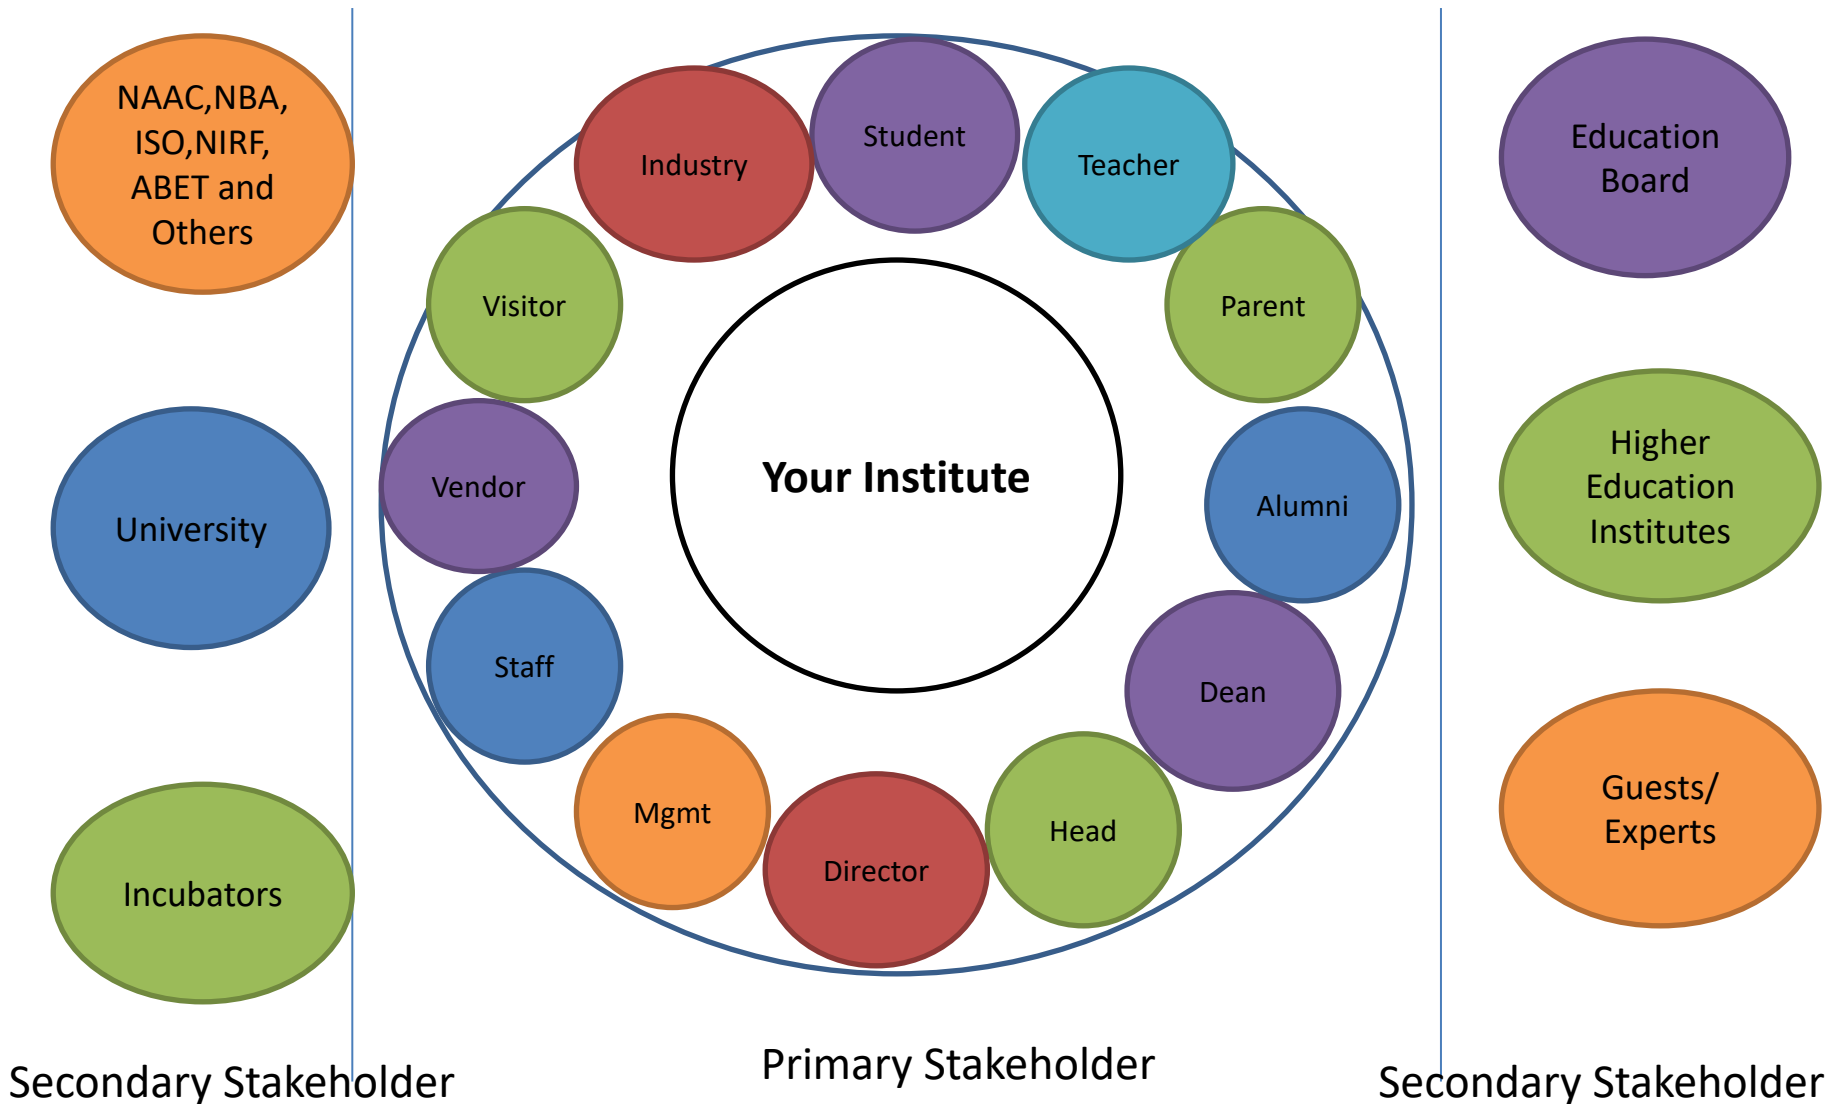 NAAC,NBA,
ISO,NIRF,
ABET and
Others
University
Incubators
Secondary Stakeholder
Student
Industry
Teacher
Visitor
Parent
Vendor
Your Institute
Alumni
Staff
Dean
Mgmt
Head
Director
Primary Stakeholder
Education
Board
Higher
Education
Institutes
Guests/
Experts
Secondary Stakeholder